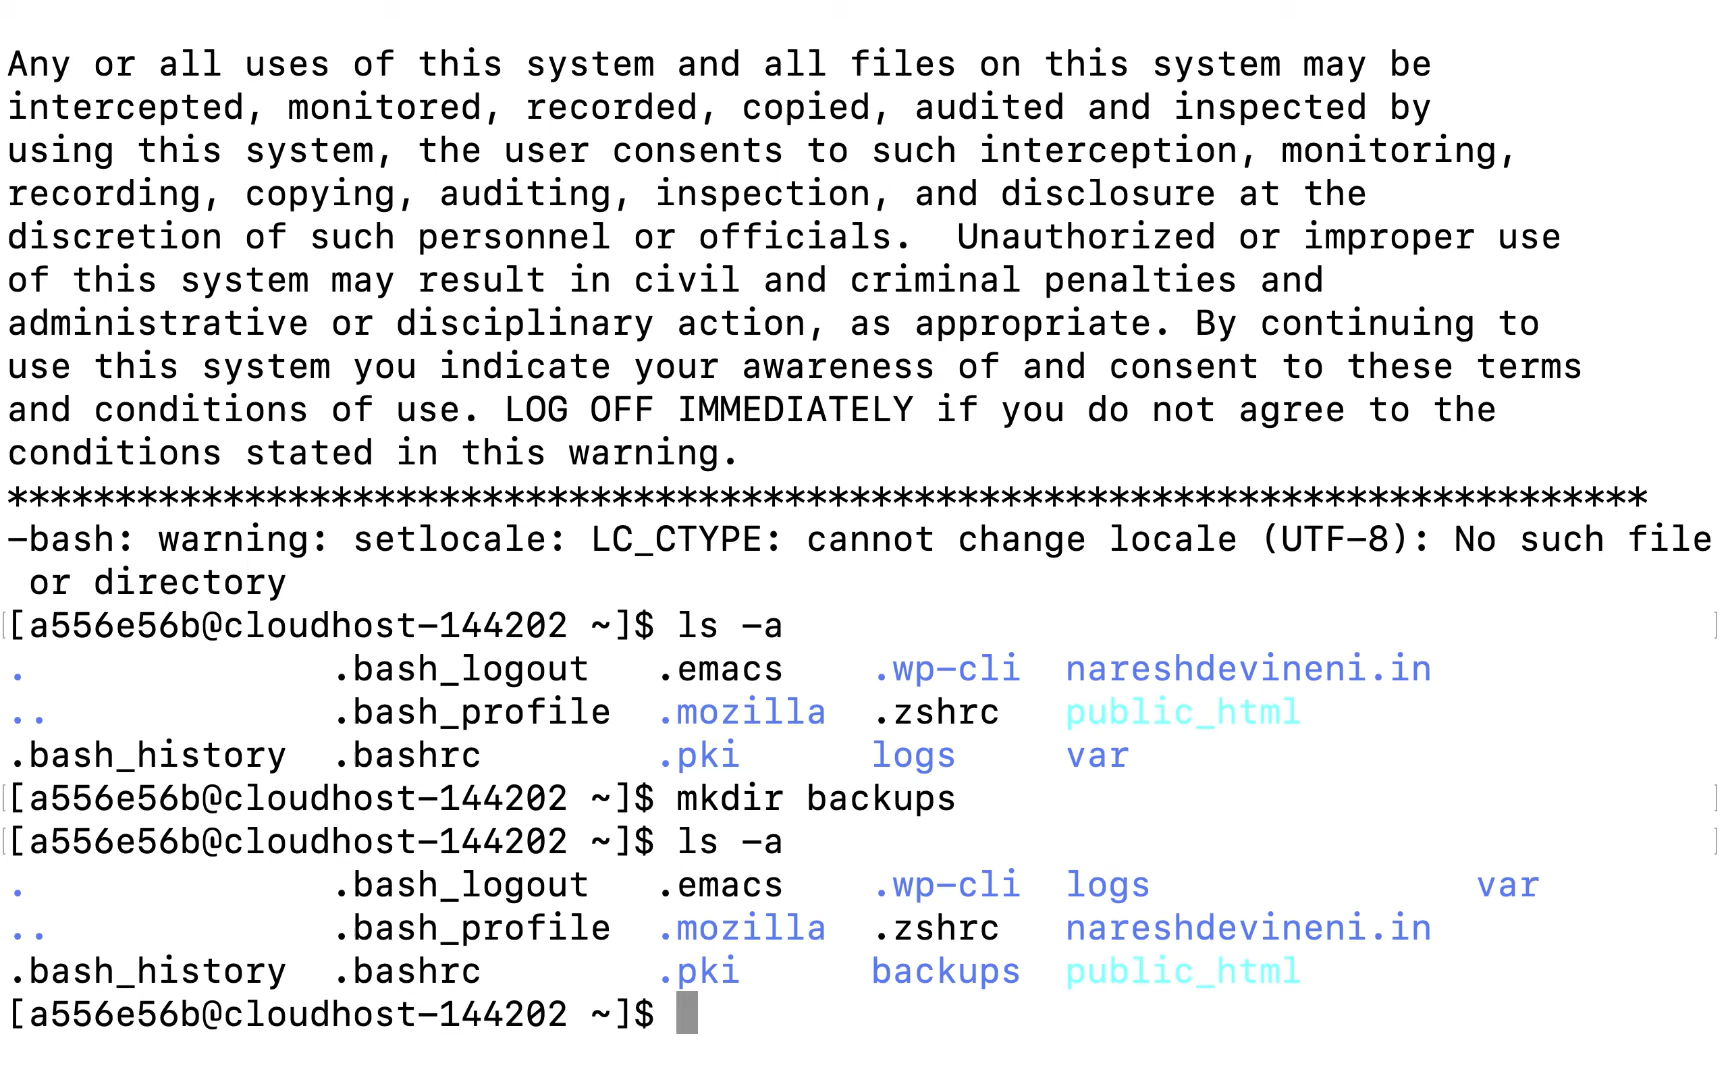 Any or all uses of this system and all files on this system may be
intercepted, monitored, recorded, copied, audited and inspected by
using this system, the user consents to such interception, monitoring,
recording, copying, auditing, inspection, and disclosure at the
discretion of such personnel or officials.  Unauthorized or improper use
of this system may result in civil and criminal penalties and
administrative or disciplinary action, as appropriate. By continuing to
use this system you indicate your awareness of and consent to these terms
and conditions of use. LOG OFF IMMEDIATELY if you do not agree to the
conditions stated in this warning.
****************************************************************************
-bash: warning: setlocale: LC_CTYPE: cannot change locale (UTF-8): No such file
 or directory
[a556e56b@cloudhost-144202 ~]$ ls -a
.              .bash_logout   .emacs    .wp-cli  nareshdevineni.in
..             .bash_profile  .mozilla  .zshrc   public_html
.bash_history  .bashrc        .pki      logs     var
[a556e56b@cloudhost-144202 ~]$ mkdir backups
[a556e56b@cloudhost-144202 ~]$ ls -a
.              .bash_logout   .emacs    .wp-cli  logs               var
..             .bash_profile  .mozilla  .zshrc   nareshdevineni.in
.bash_history  .bashrc        .pki      backups  public_html
[a556e56b@cloudhost-144202 ~]$